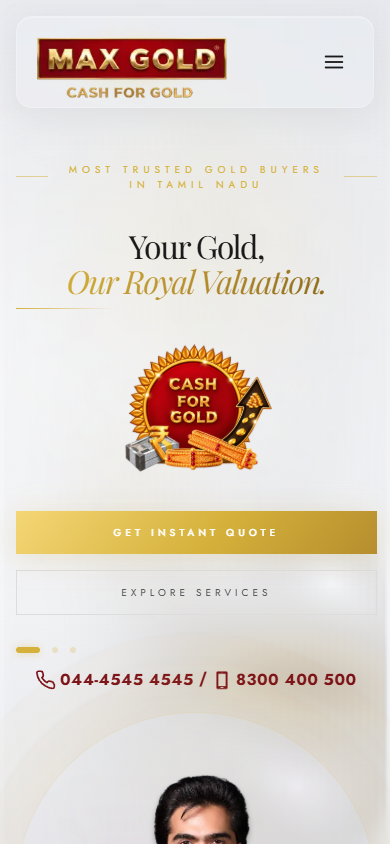 MAX GOLD
CASH FOR GOLD
MOST TRUSTED GOLD BUYERS
IN TAMIL NADU
Your Gold,
Our Royal Valuation.
CASH
FOR
GOLD
GET INSTANT QUOTE
EXPLORE SERVICES
044-4545 4545 / 8300 400 500